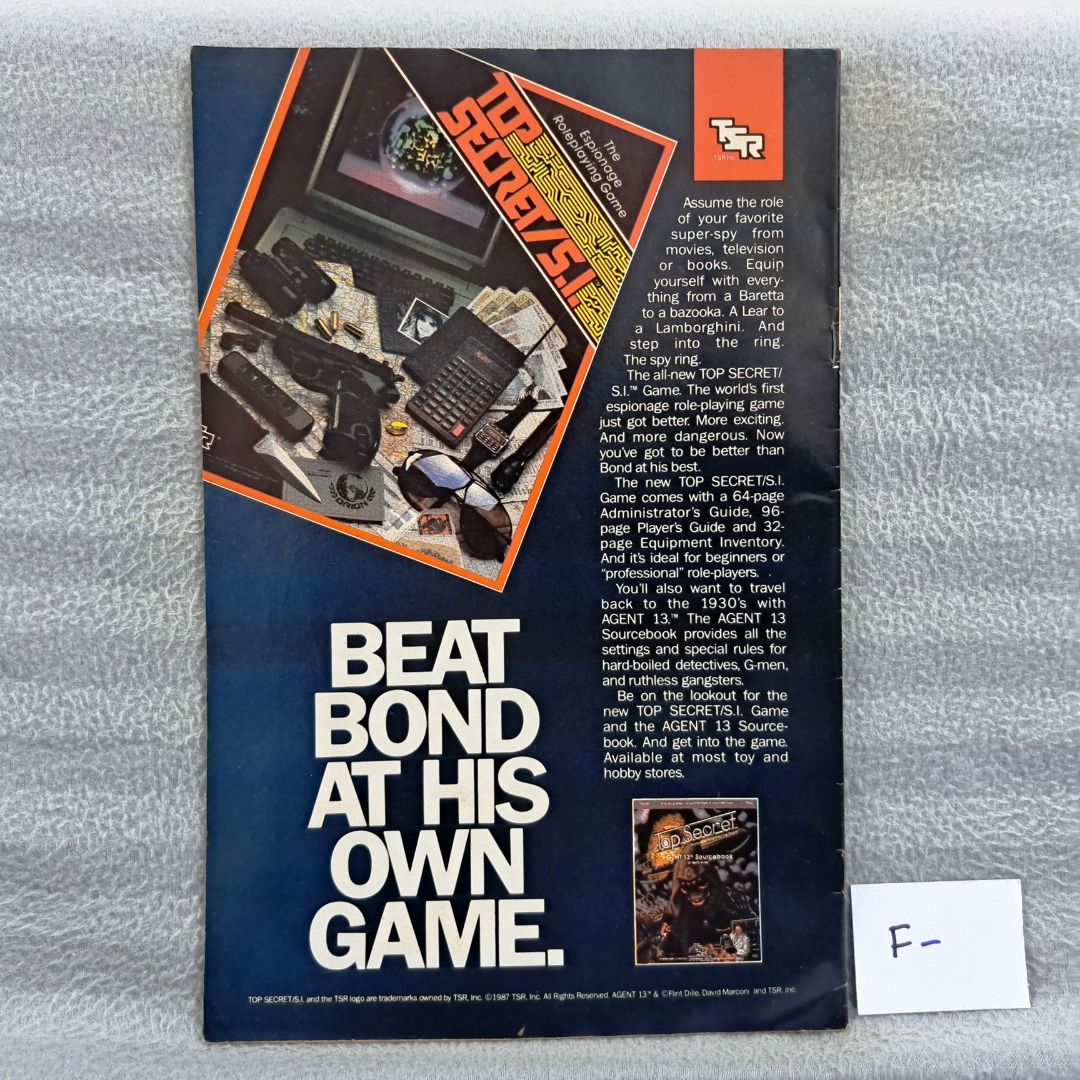 TOP
SECRET/S.I.™
The
Espionage
Roleplaying Game
ORION
TSR
TSR Inc.
Assume the role
of your favorite
super-spy from
movies, television
or books. Equip
yourself with every-
thing from a Baretta
to a bazooka. A Lear to
a Lamborghini. And
step into the ring.
The spy ring.
The all-new TOP SECRET/
S.I.™ Game. The world's first
espionage role-playing game
just got better. More exciting.
And more dangerous. Now
you've got to be better than
Bond at his best.
The new TOP SECRET/S.I.
Game comes with a 64-page
Administrator's Guide, 96-
page Player's Guide and 32-
page Equipment Inventory.
And it's ideal for beginners or
"professional" role-players.
You'll also want to travel
back to the 1930's with
AGENT 13.™ The AGENT 13
Sourcebook provides all the
settings and special rules for
hard-boiled detectives, G-men,
and ruthless gangsters.
Be on the lookout for the
new TOP SECRET/S.I. Game
and the AGENT 13 Source-
book. And get into the game.
Available at most toy and
hobby stores.
BEAT
BOND
AT HIS
OWN
GAME.
Top Secret
AGENT 13™ Sourcebook
TOP SECRET/S.I. and the TSR logo are trademarks owned by TSR, Inc. ©1987 TSR, Inc. All Rights Reserved. AGENT 13™ & ©Flint Dille, David Marconi and TSR, Inc.
F-